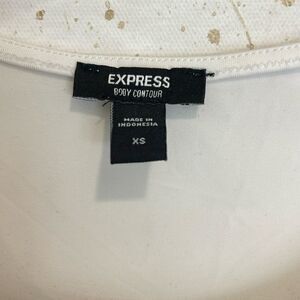 EXPRESS
BODY CONTOUR
MADE IN
INDONESIA
XS